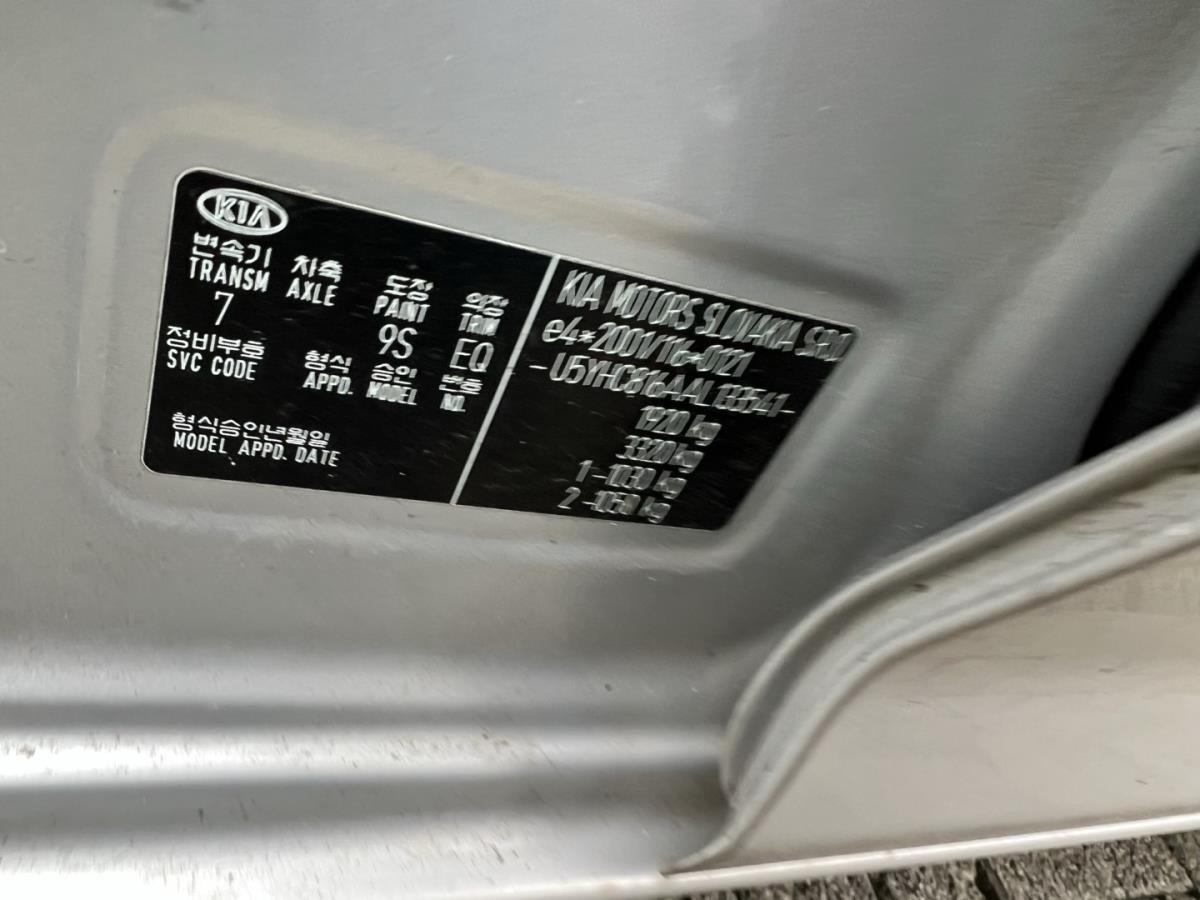 KIA
변속기 차축 도장 의장
TRANSM AXLE PAINT TRIM
7 9S EQ
정비부호 형식 승인 번호
SVC CODE APPD. MODEL NO.
형식승인년월일
MODEL APPD. DATE
KIA MOTORS SLOVAKIA SRO
e4*2001/116*0121
-U5YHC816AAL133541-
1920 kg
3320 kg
1 -1030 kg
2 -1050 kg